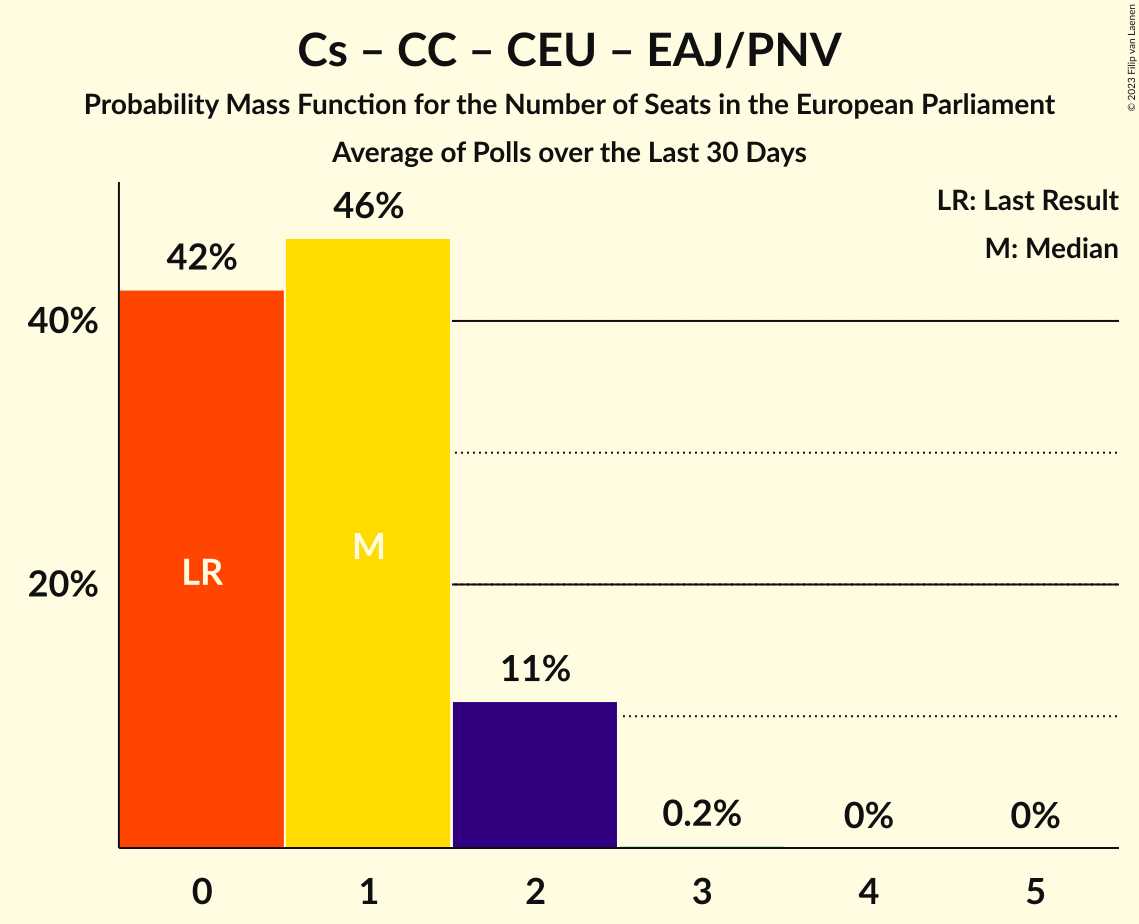 Cs – CC – CEU – EAJ/PNV
Probability Mass Function for the Number of Seats in the European Parliament
Average of Polls over the Last 30 Days
© 2023 Filip van Laenen
LR: Last Result
M: Median
46%
42%
40%
M
LR
20%
11%
0.2%
0%
0%
0
1
2
3
4
5